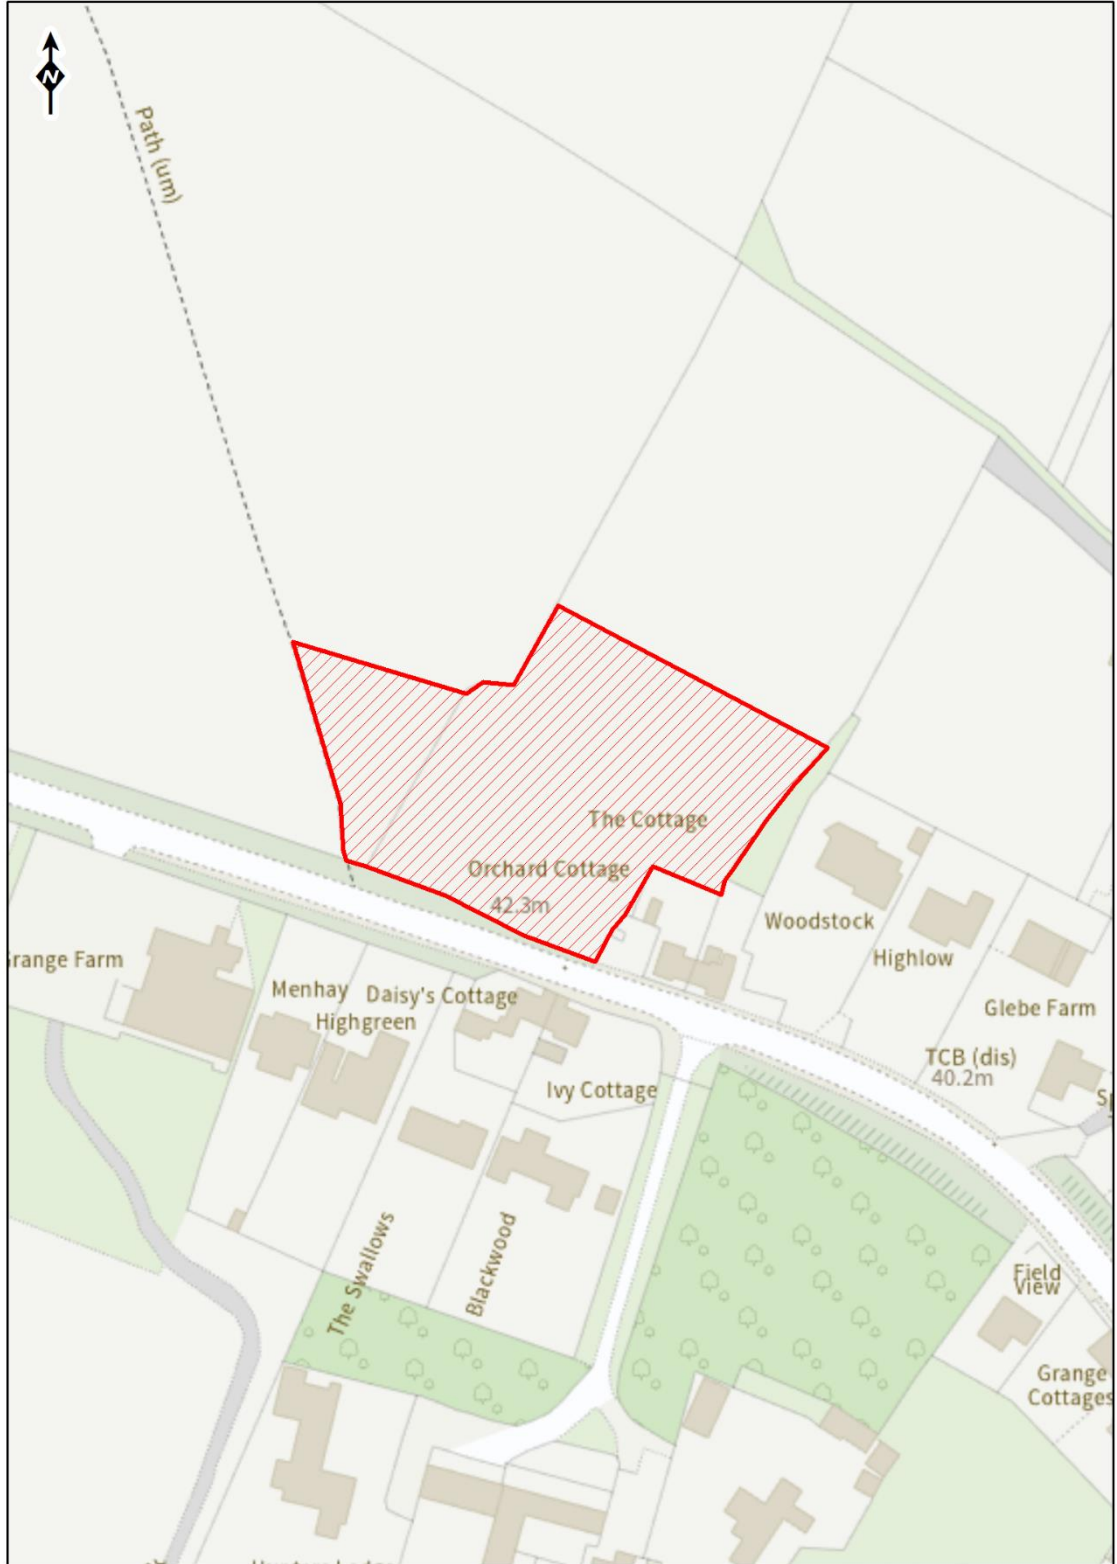 N
Path (um)
The Cottage
Orchard Cottage
42.3m
Woodstock
Highlow
Grange Farm
Menhay
Daisy's Cottage
Highgreen
Glebe Farm
TCB (dis)
40.2m
Ivy Cottage
The Swallows
Blackwood
Field
View
Grange
Cottages